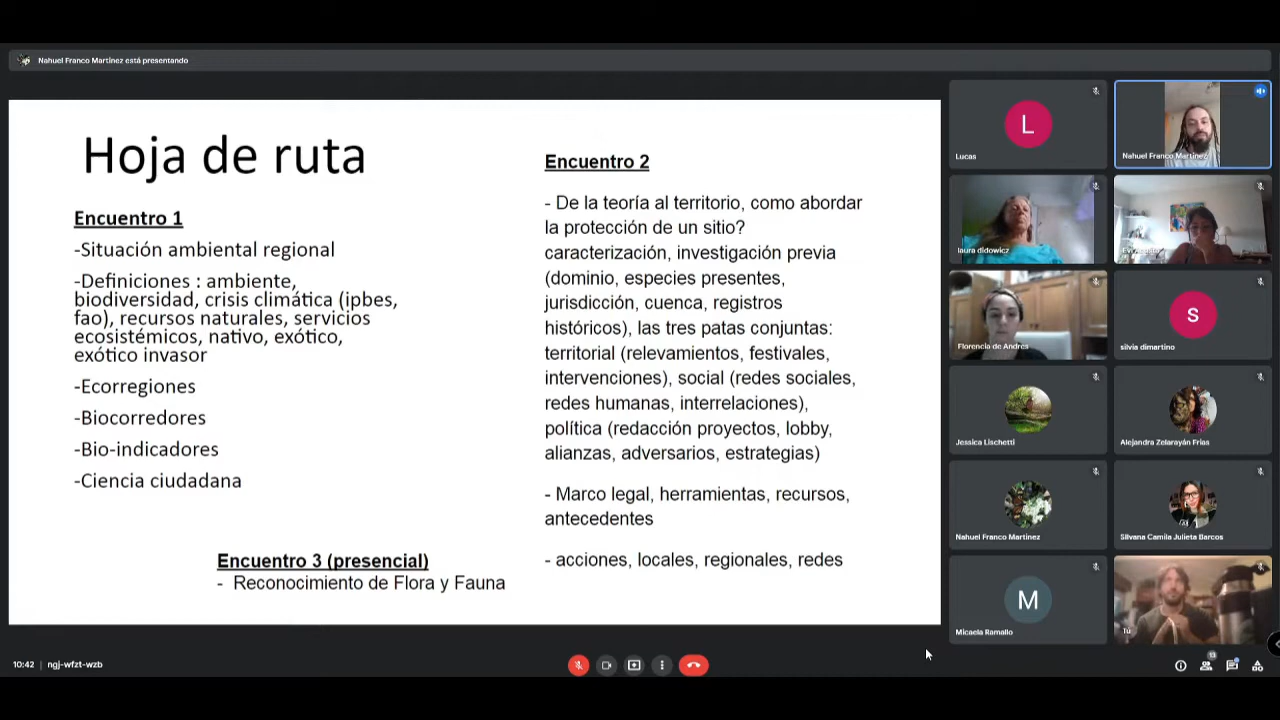 Nahuel Franco Martinez está presentando
Hoja de ruta
Encuentro 1
-Situación ambiental regional
-Definiciones : ambiente,
biodiversidad, crisis climática (ipbes,
fao), recursos naturales, servicios
ecosistémicos, nativo, exótico,
exótico invasor
-Ecorregiones
-Biocorredores
-Bio-indicadores
-Ciencia ciudadana
Encuentro 3 (presencial)
- Reconocimiento de Flora y Fauna
Encuentro 2
- De la teoría al territorio, como abordar
la protección de un sitio?
caracterización, investigación previa
(dominio, especies presentes,
jurisdicción, cuenca, registros
históricos), las tres patas conjuntas:
territorial (relevamientos, festivales,
intervenciones), social (redes sociales,
redes humanas, interrelaciones),
política (redacción proyectos, lobby,
alianzas, adversarios, estrategias)
- Marco legal, herramientas, recursos,
antecedentes
- acciones, locales, regionales, redes
L
Lucas
Nahuel Franco Martinez
laura didowicz
Florencia de Andres
S
silvia dimartino
Jessica Lischetti
Alejandra Zelarayán Frias
Nahuel Franco Martinez
Silvana Camila Julieta Barcos
M
Micaela Ramallo
Tú
10:42 | ngj-wfzt-wzb
13